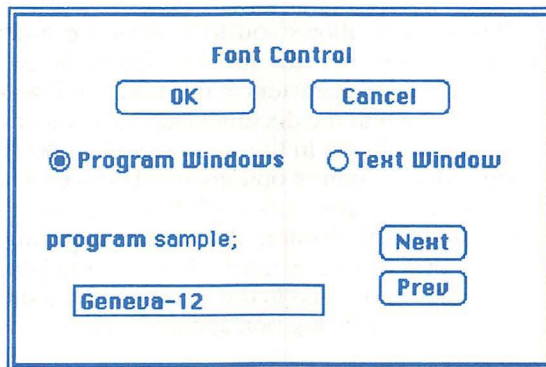 Font Control
OK Cancel
Program Windows Text Window
program sample;
Next
Geneva-12
Prev